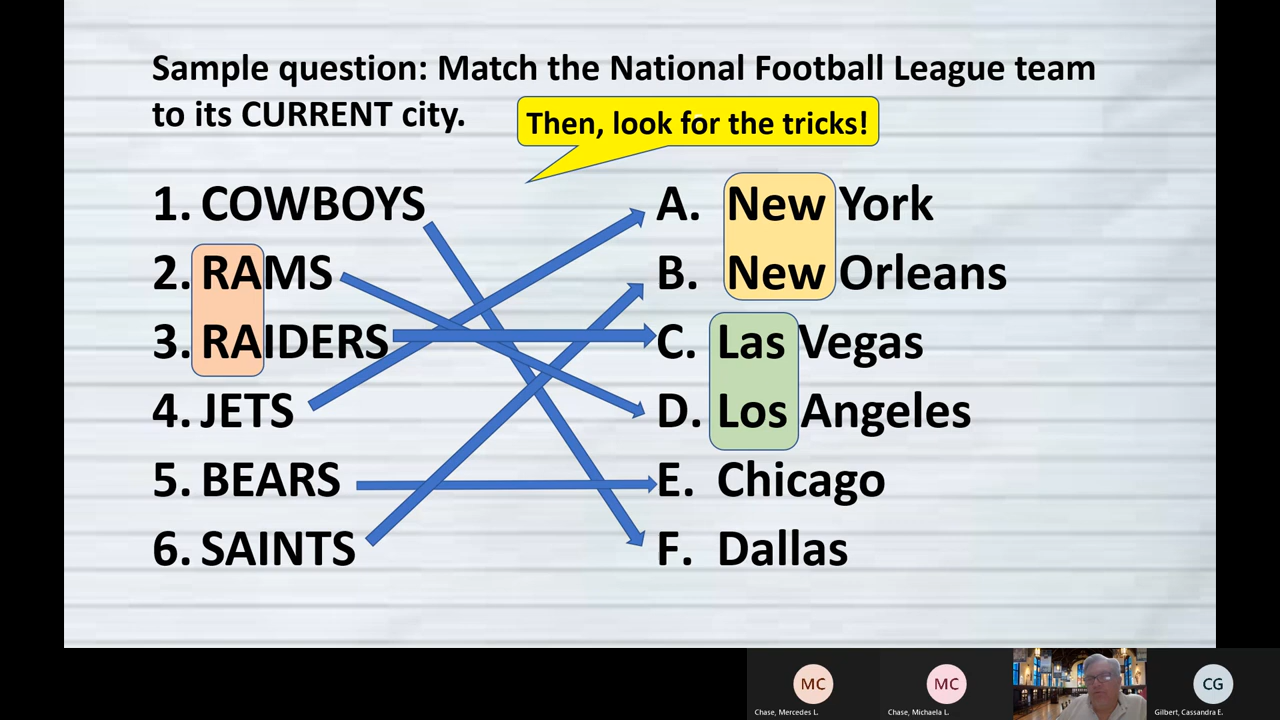 Sample question: Match the National Football League team
to its CURRENT city.
Then, look for the tricks!
1. COWBOYS
2. RAMS
3. RAIDERS
4. JETS
5. BEARS
6. SAINTS
A. New York
B. New Orleans
C. Las Vegas
D. Los Angeles
E. Chicago
F. Dallas
MC
Chase, Mercedes L.
MC
Chase, Michaela L.
CG
Gilbert, Cassandra E.